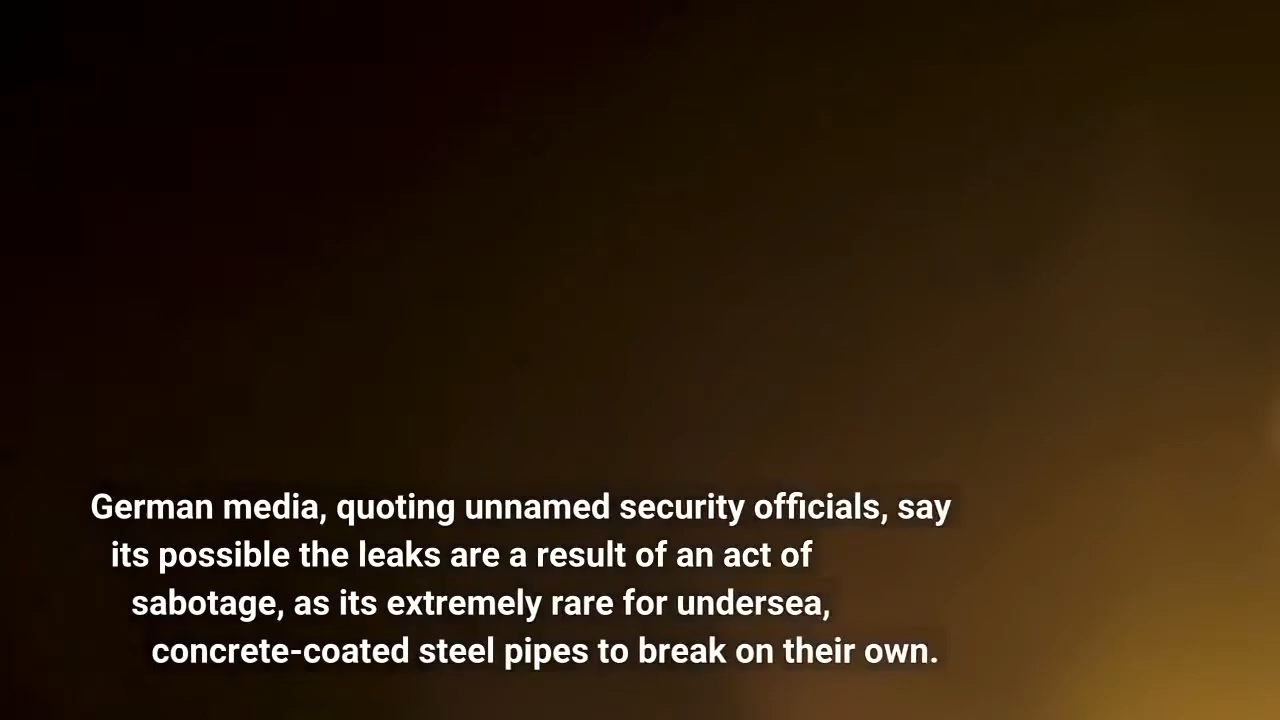 German media, quoting unnamed security officials, say
its possible the leaks are a result of an act of
sabotage, as its extremely rare for undersea,
concrete-coated steel pipes to break on their own.